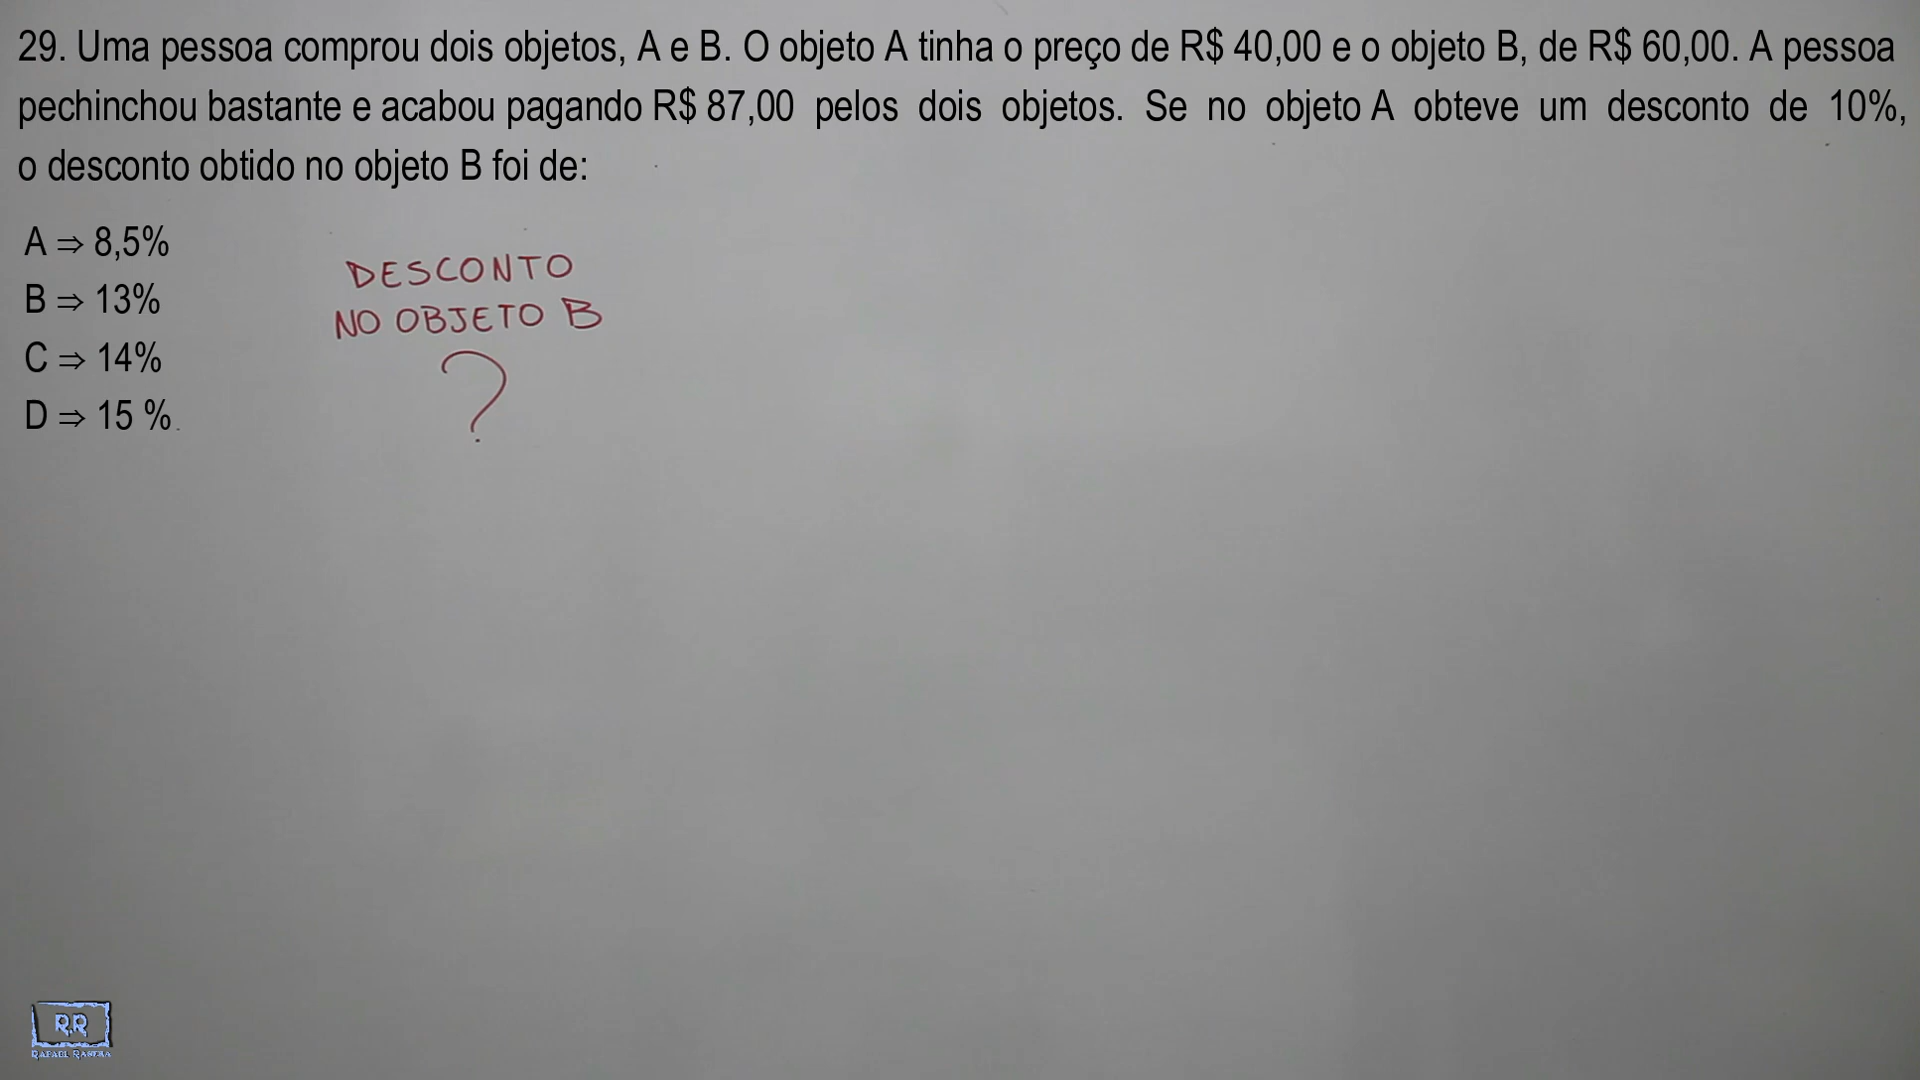 29. Uma pessoa comprou dois objetos, A e B. O objeto A tinha o preço de R$ 40,00 e o objeto B, de R$ 60,00. A pessoa
pechinchou bastante e acabou pagando R$ 87,00 pelos dois objetos. Se no objeto A obteve um desconto de 10%,
o desconto obtido no objeto B foi de:
A ⇒ 8,5%
B ⇒ 13%
C ⇒ 14%
D ⇒ 15 %
DESCONTO
NO OBJETO B
?
R.R